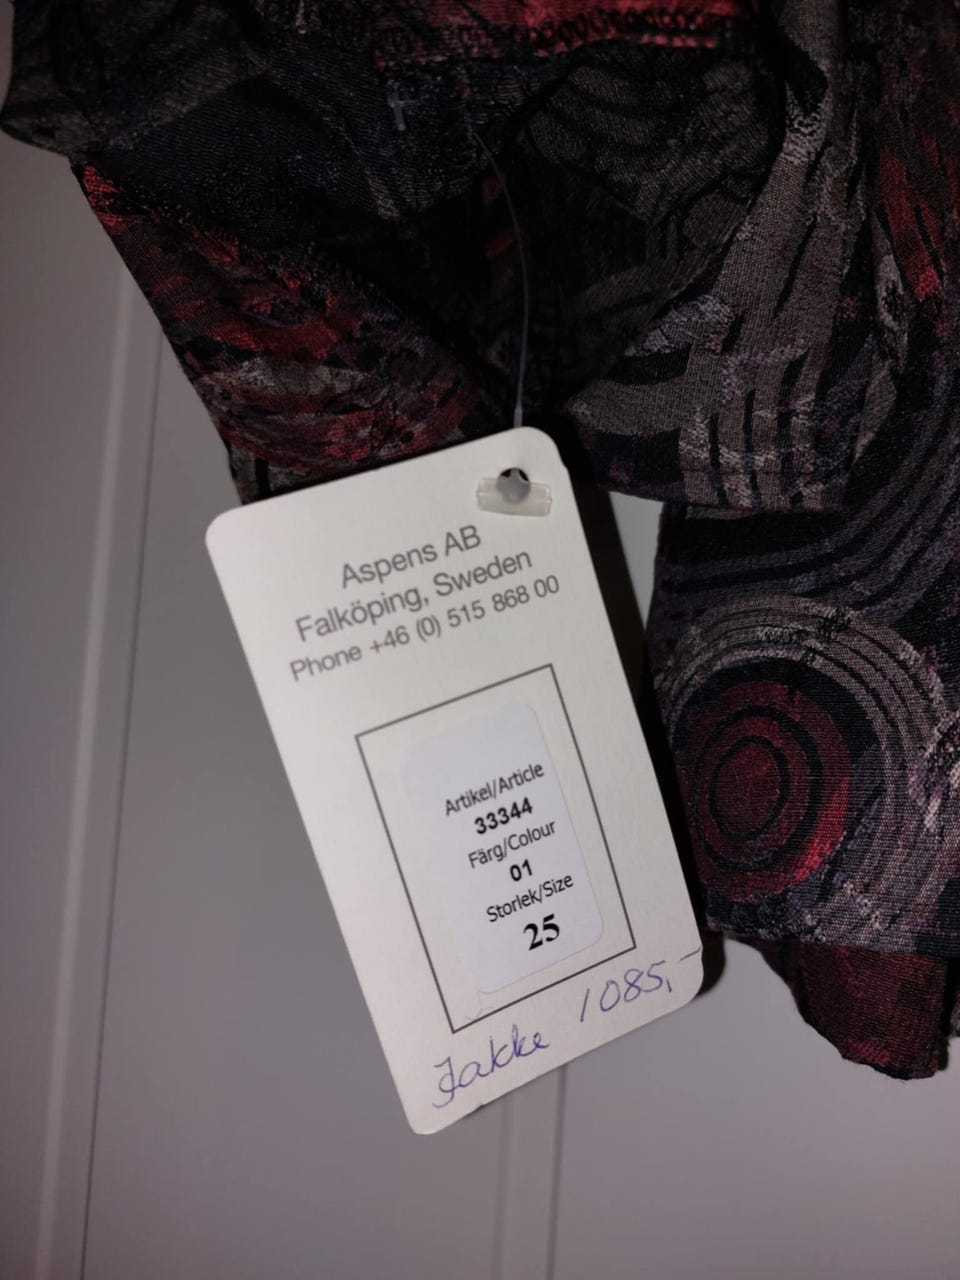 Aspens AB
Falköping, Sweden
Phone +46 (0) 515 868 00
Artikel/Article
33344
Färg/Colour
01
Storlek/Size
25
Jakke 1085,-